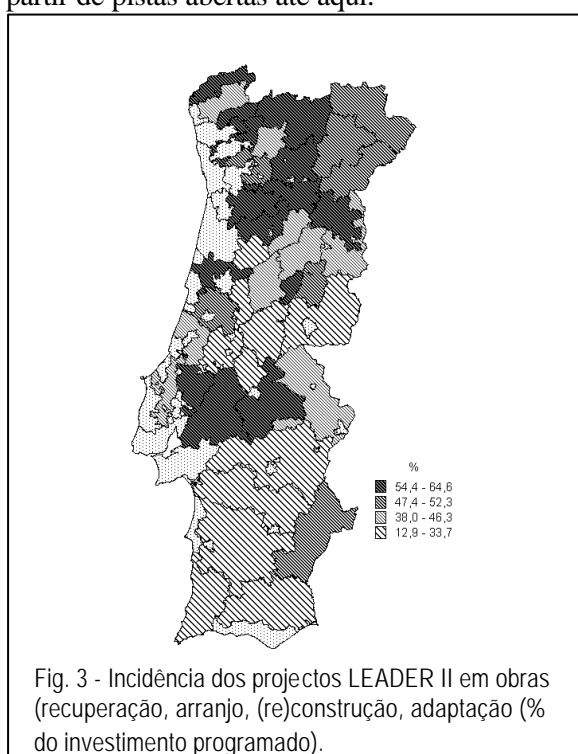 partir de pistas abertas até aqui.
%
54,4 - 64,6
47,4 - 52,3
38,0 - 46,3
12,9 - 33,7
Fig. 3 - Incidência dos projectos LEADER II em obras
(recuperação, arranjo, (re)construção, adaptação (%
do investimento programado).